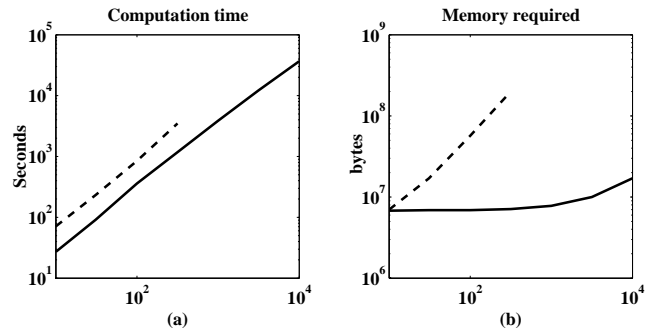 Computation time
10^5
10^4
10^3
10^2
10^1
Seconds
10^2
10^4
(a)
Memory required
10^9
10^8
10^7
10^6
bytes
10^2
10^4
(b)